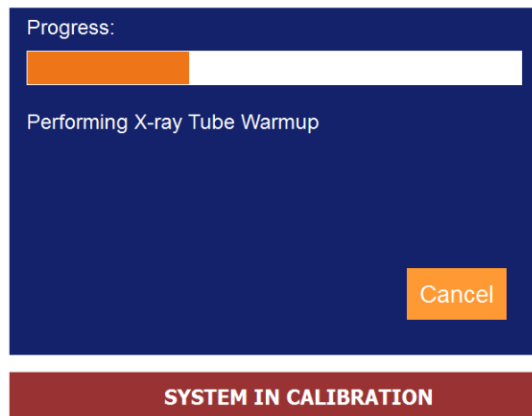 Progress:
Performing X-ray Tube Warmup
Cancel
SYSTEM IN CALIBRATION